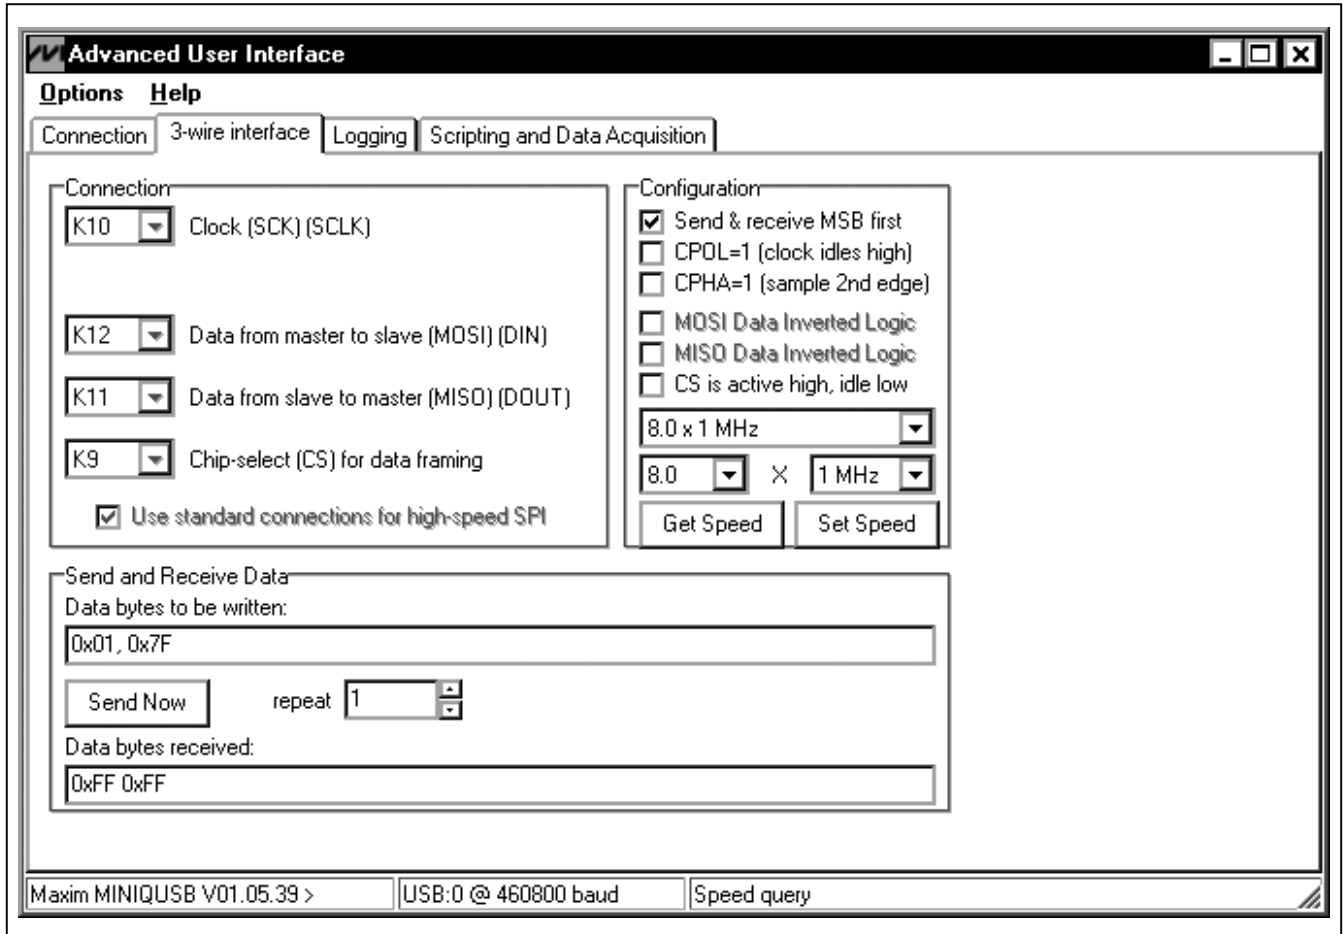 Advanced User Interface
Options Help
Connection 3-wire interface Logging Scripting and Data Acquisition
Connection
K10 Clock (SCK) (SCLK)
K12 Data from master to slave (MOSI) (DIN)
K11 Data from slave to master (MISO) (DOUT)
K9 Chip-select (CS) for data framing
Use standard connections for high-speed SPI
Configuration
Send & receive MSB first
CPOL=1 (clock idles high)
CPHA=1 (sample 2nd edge)
MOSI Data Inverted Logic
MISO Data Inverted Logic
CS is active high, idle low
8.0 x 1 MHz
8.0 X 1 MHz
Get Speed Set Speed
Send and Receive Data
Data bytes to be written:
0x01, 0x7F
Send Now repeat 1
Data bytes received:
0xFF 0xFF
Maxim MINIQUSB V01.05.39 > USB:0 @ 460800 baud Speed query